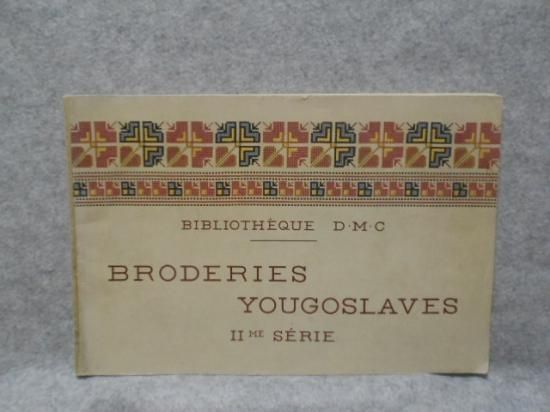 BIBLIOTHÈQUE D·M·C
BRODERIES
YOUGOSLAVES
IIME SÉRIE